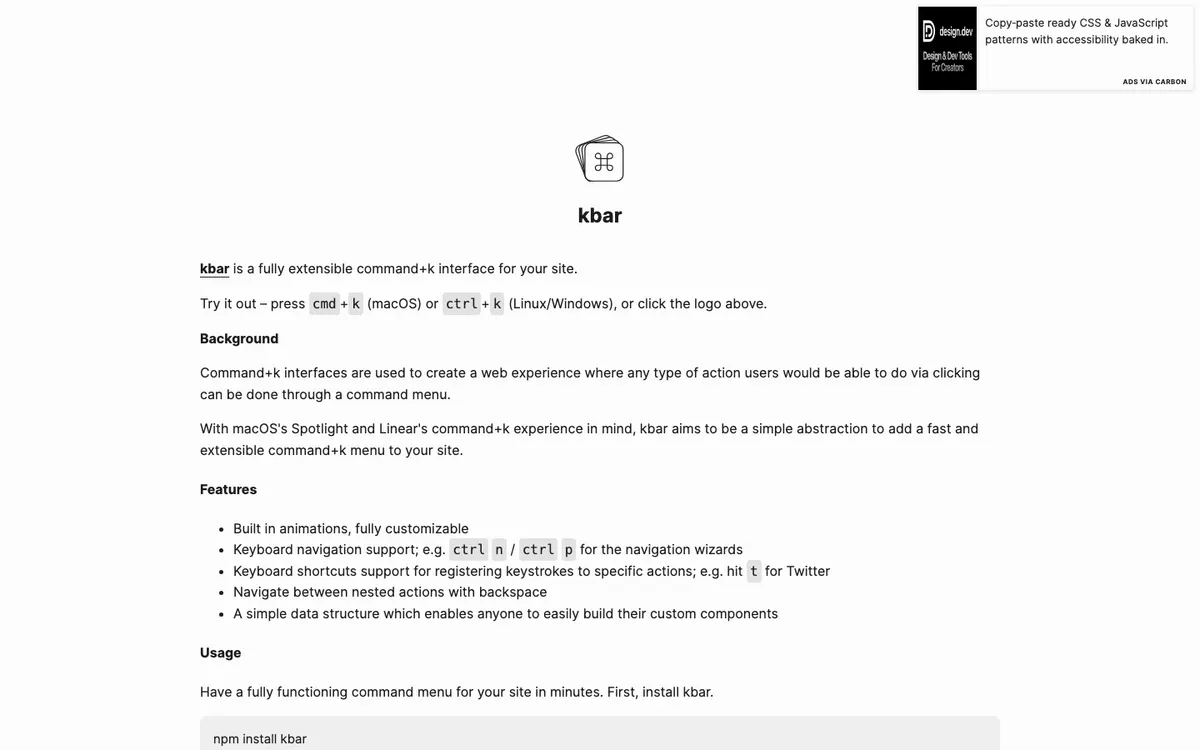 design.dev
Design & Dev Tools
For Creators
Copy-paste ready CSS & JavaScript
patterns with accessibility baked in.
ADS VIA CARBON
⌘
kbar
kbar is a fully extensible command+k interface for your site.
Try it out – press cmd+k (macOS) or ctrl+k (Linux/Windows), or click the logo above.
Background
Command+k interfaces are used to create a web experience where any type of action users would be able to do via clicking
can be done through a command menu.
With macOS's Spotlight and Linear's command+k experience in mind, kbar aims to be a simple abstraction to add a fast and
extensible command+k menu to your site.
Features
• Built in animations, fully customizable
• Keyboard navigation support; e.g. ctrl n / ctrl p for the navigation wizards
• Keyboard shortcuts support for registering keystrokes to specific actions; e.g. hit t for Twitter
• Navigate between nested actions with backspace
• A simple data structure which enables anyone to easily build their custom components
Usage
Have a fully functioning command menu for your site in minutes. First, install kbar.
npm install kbar